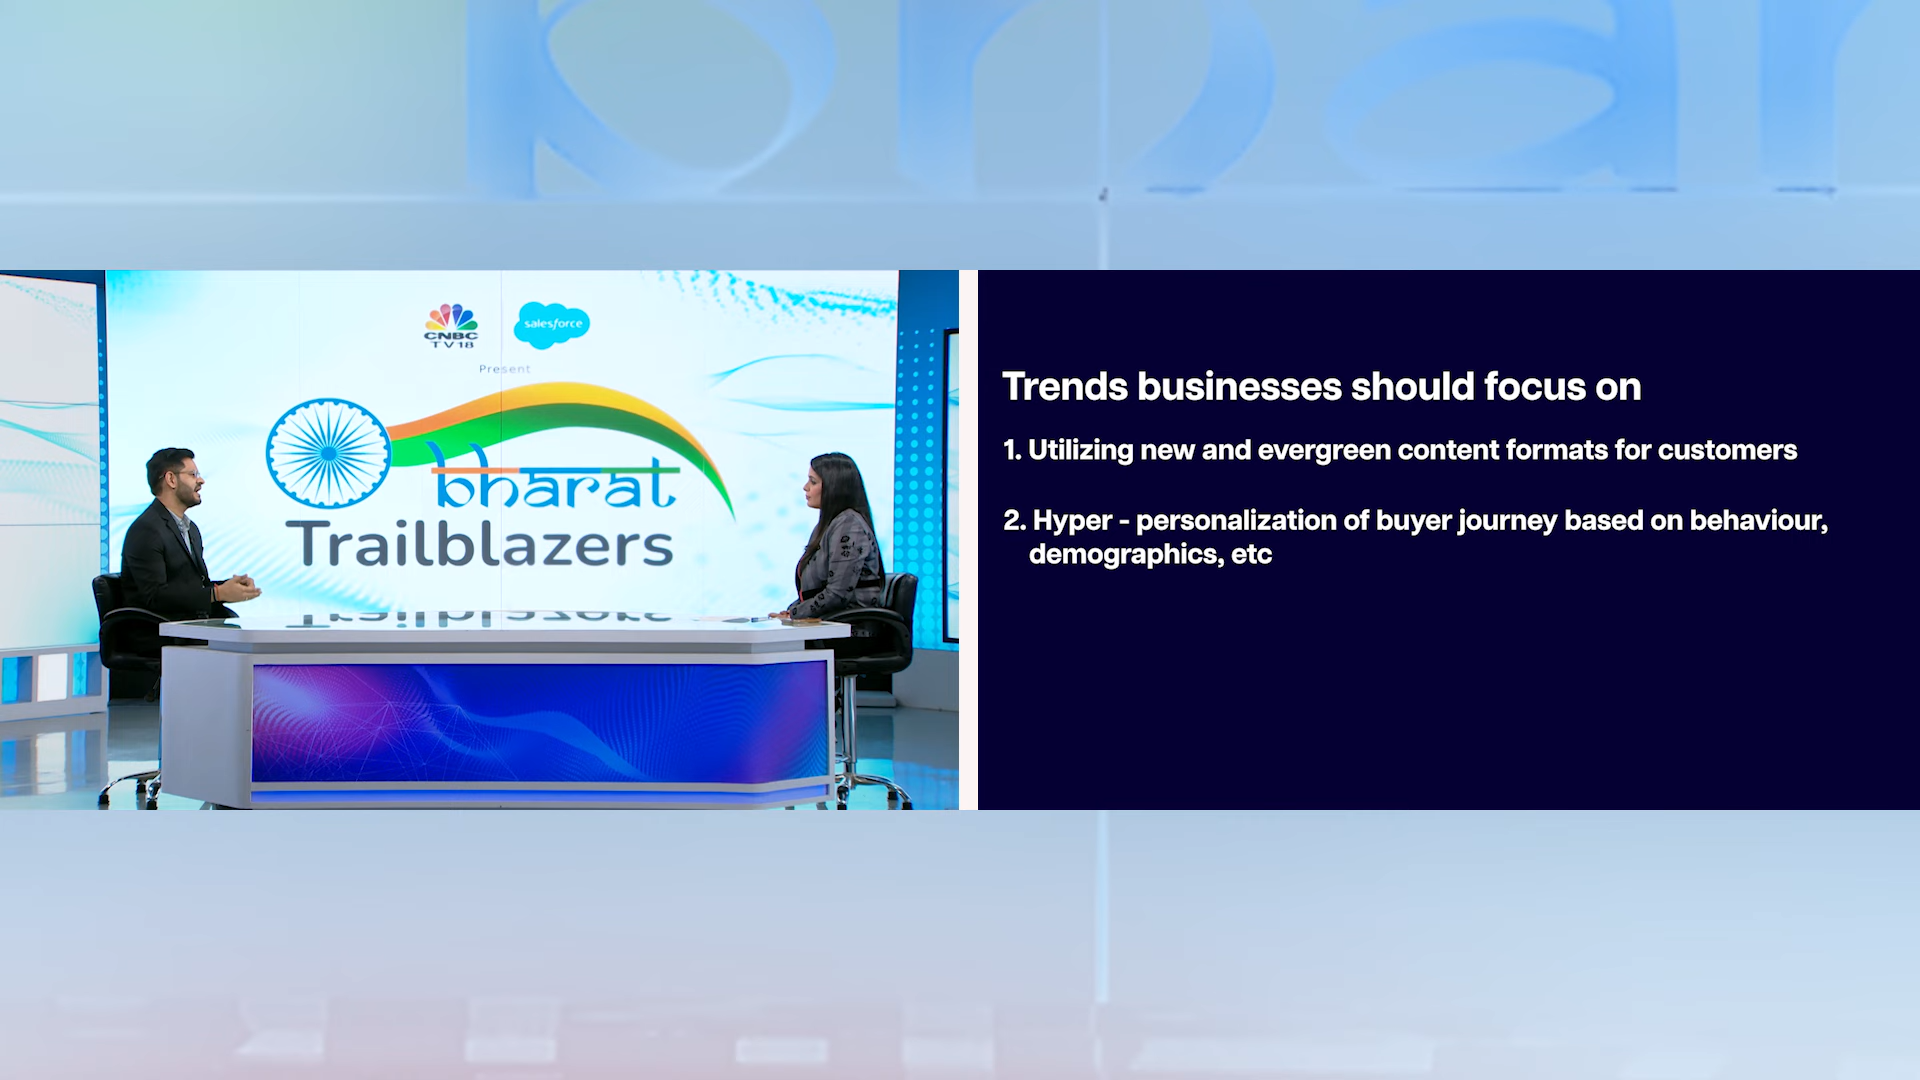 CNBC
TV18
salesforce
Present
bharat
Trailblazers
Trends businesses should focus on
1. Utilizing new and evergreen content formats for customers
2. Hyper - personalization of buyer journey based on behaviour,
demographics, etc